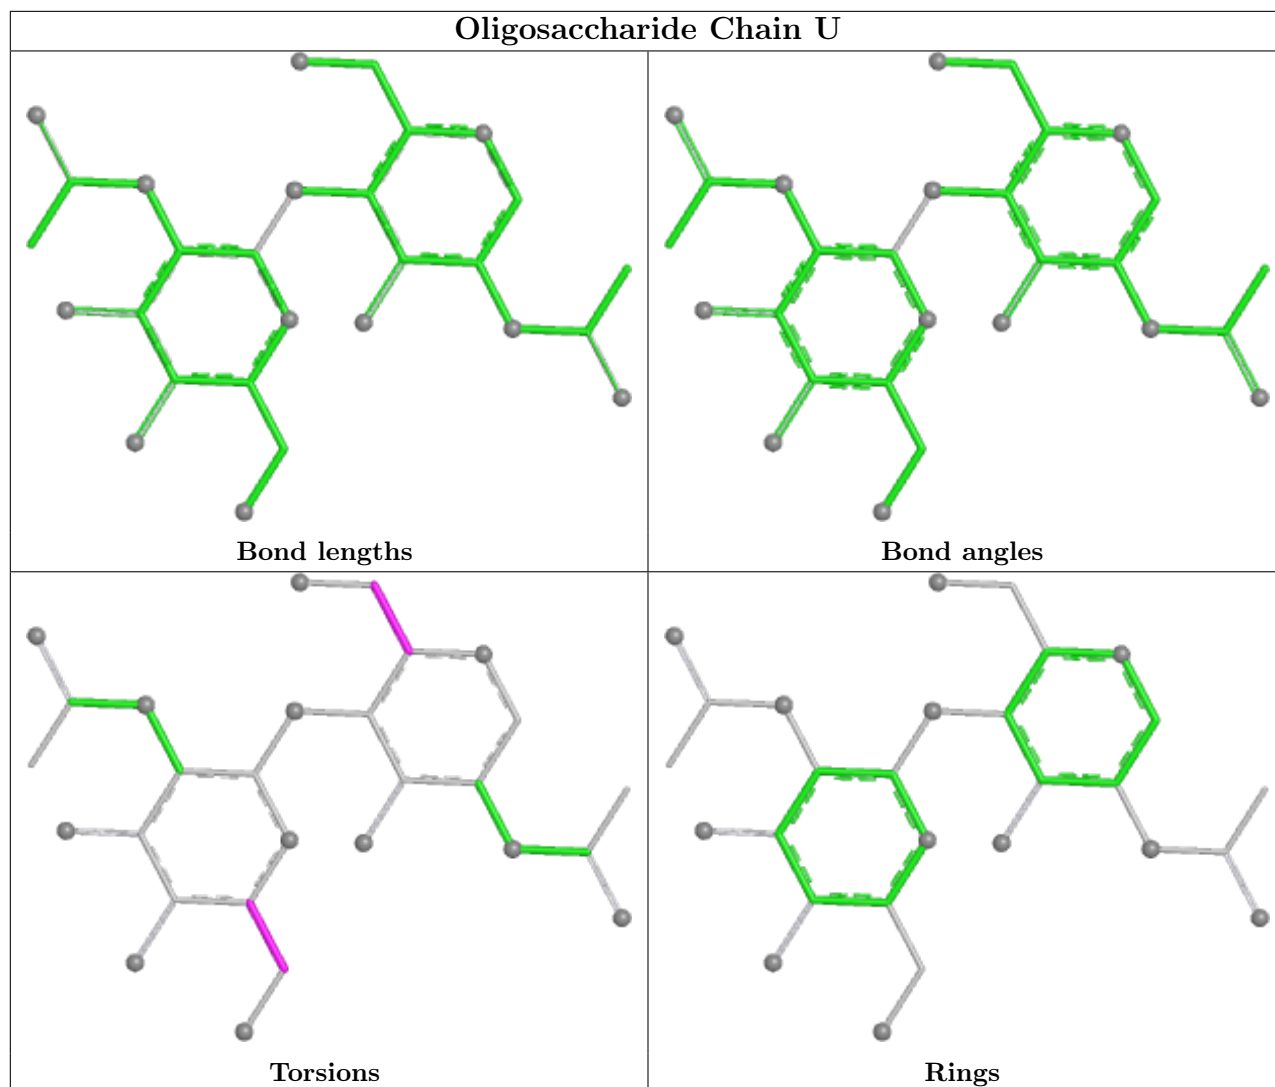 Oligosaccharide Chain U
Bond lengths
Bond angles
Torsions
Rings